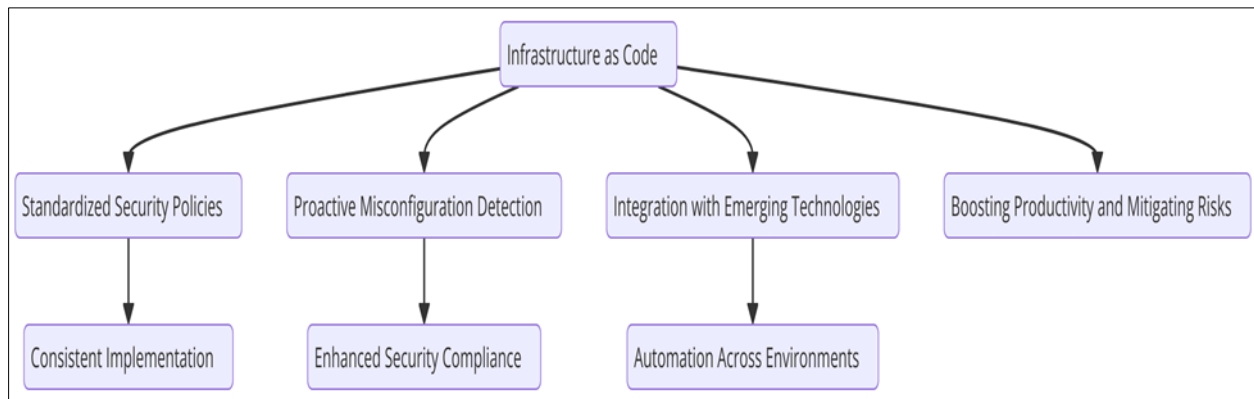 Infrastructure as Code
Standardized Security Policies
Proactive Misconfiguration Detection
Integration with Emerging Technologies
Boosting Productivity and Mitigating Risks
Consistent Implementation
Enhanced Security Compliance
Automation Across Environments